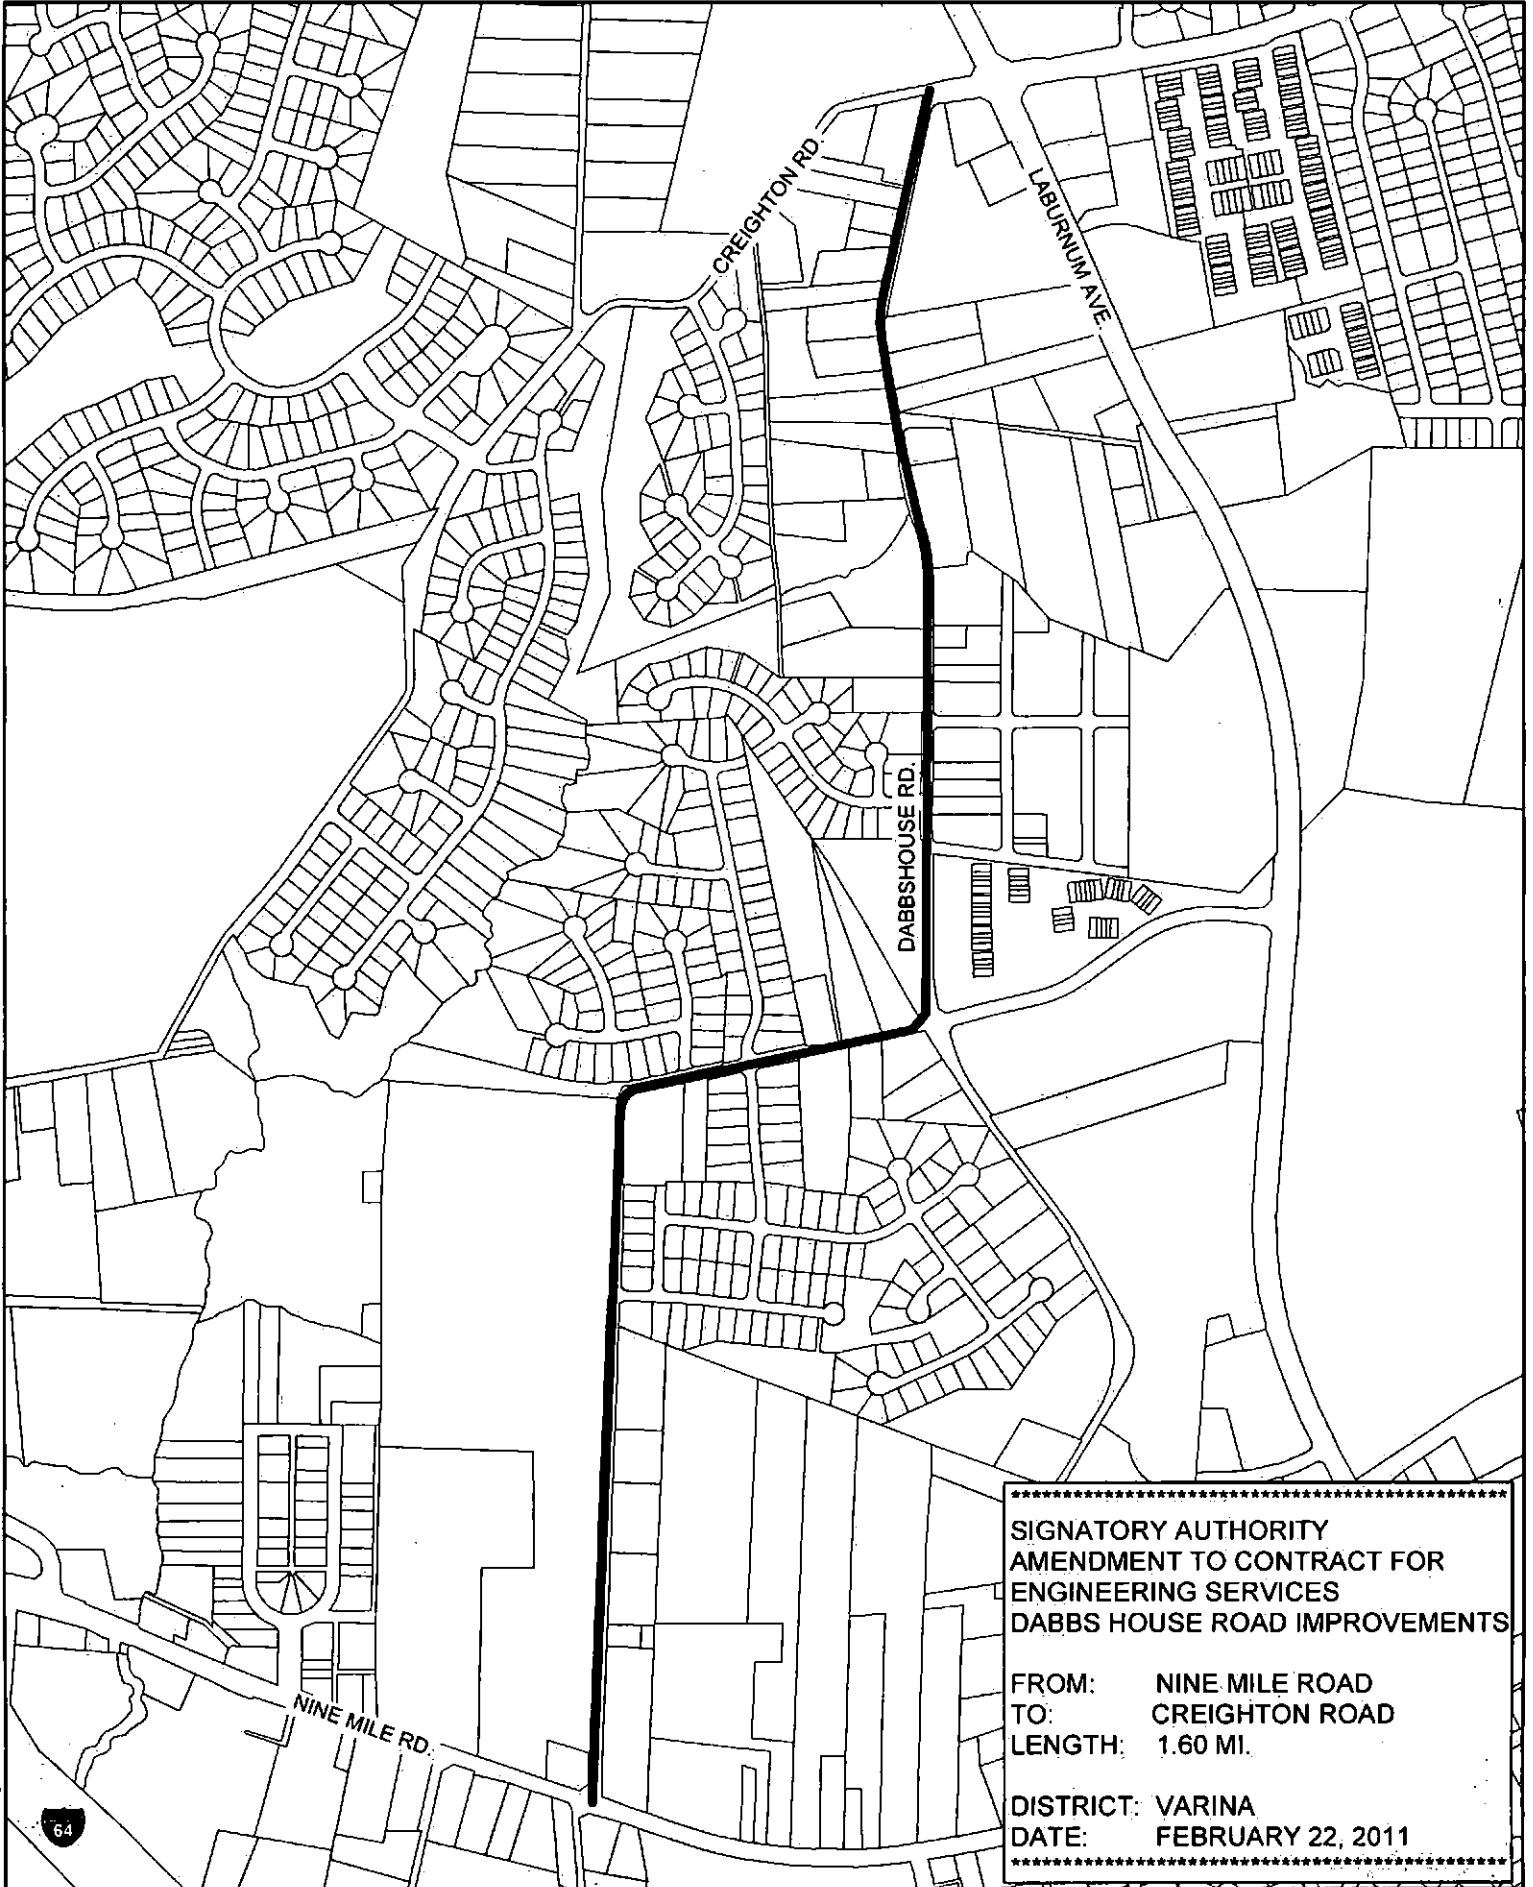 CREIGHTON RD.
LABURNUM AVE.
DABBSHOUSE RD.
NINE MILE RD.
64
************************************************
SIGNATORY AUTHORITY
AMENDMENT TO CONTRACT FOR
ENGINEERING SERVICES
DABBS HOUSE ROAD IMPROVEMENTS
FROM: NINE MILE ROAD
TO: CREIGHTON ROAD
LENGTH: 1.60 MI.
DISTRICT: VARINA
DATE: FEBRUARY 22, 2011
************************************************